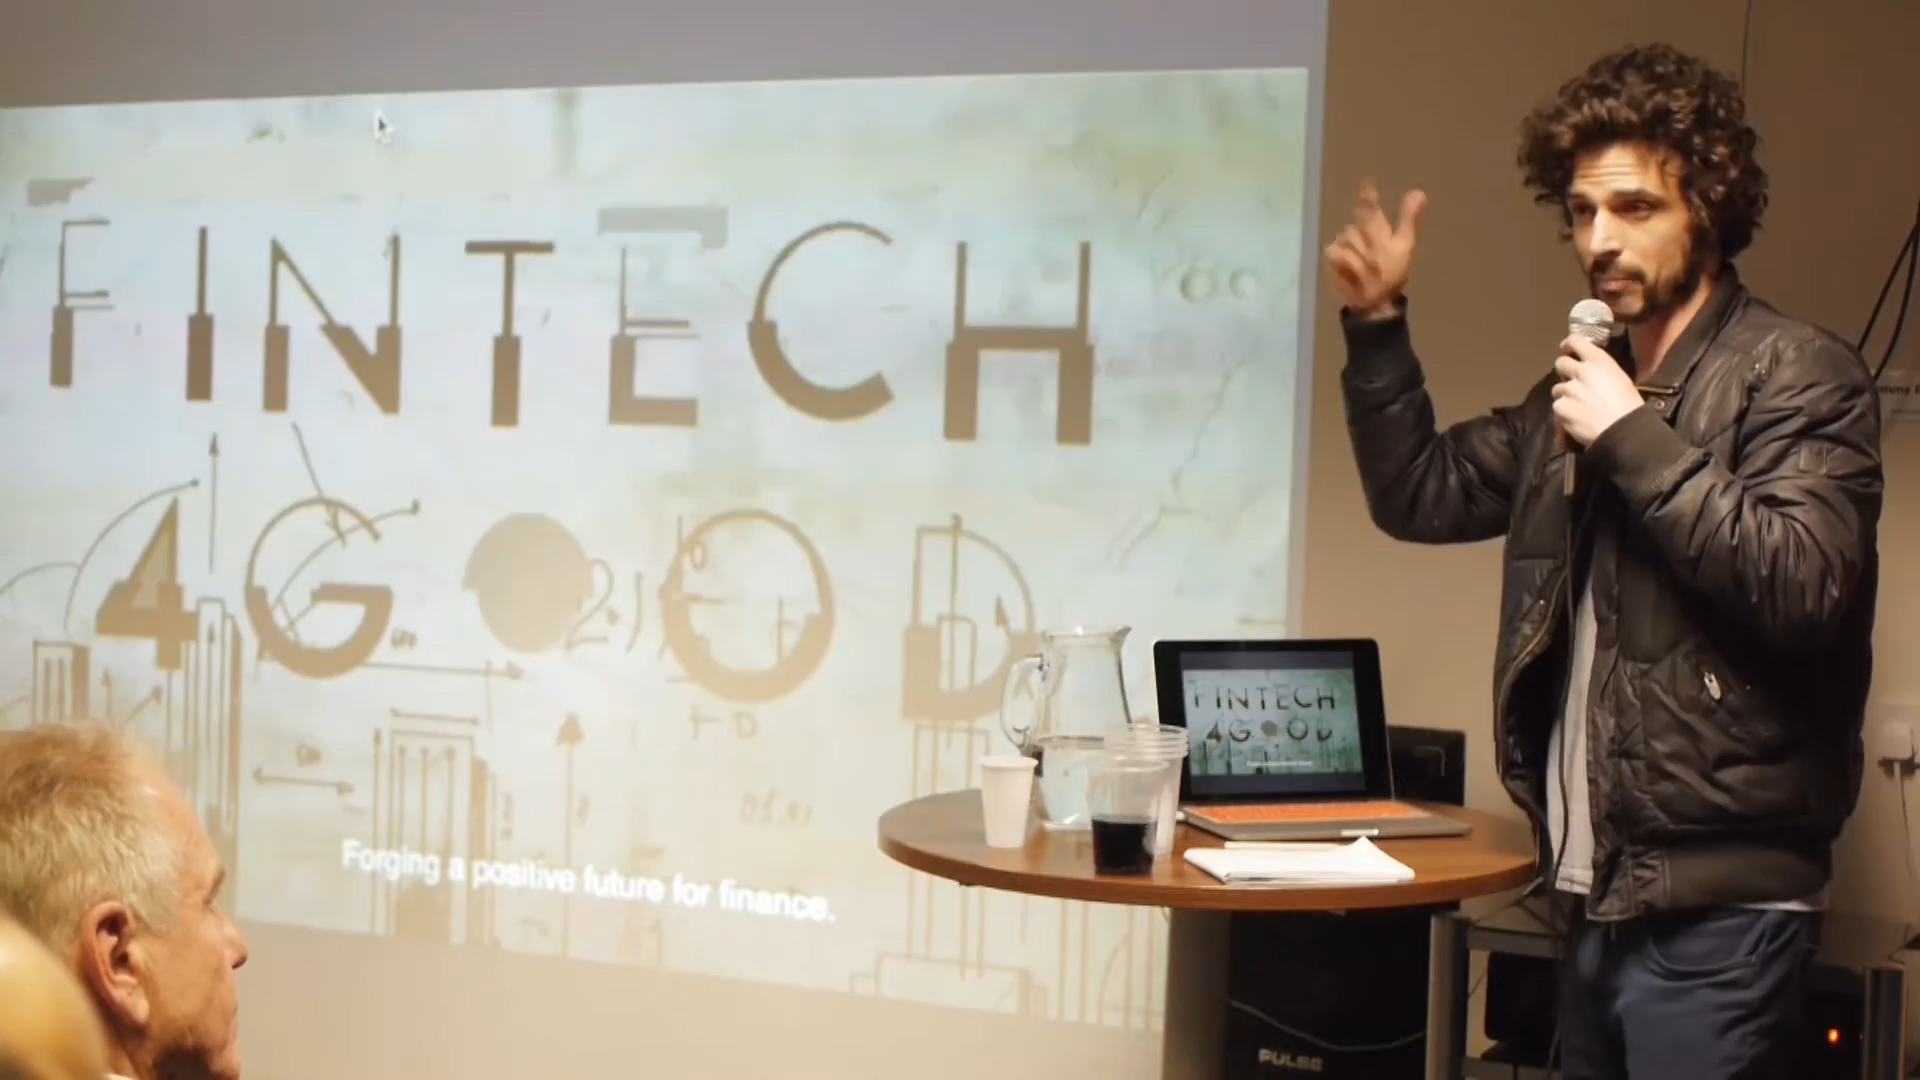 FINTECH
4GOOD
Forging a positive future for finance.
FINTECH
4GOOD
PULSE